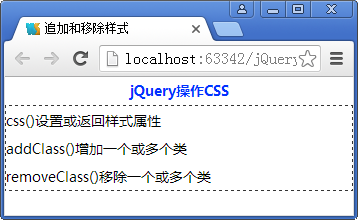 追加和移除样式
localhost:63342/jQuery
jQuery操作CSS
css()设置或返回样式属性
addClass()增加一个或多个类
removeClass()移除一个或多个类